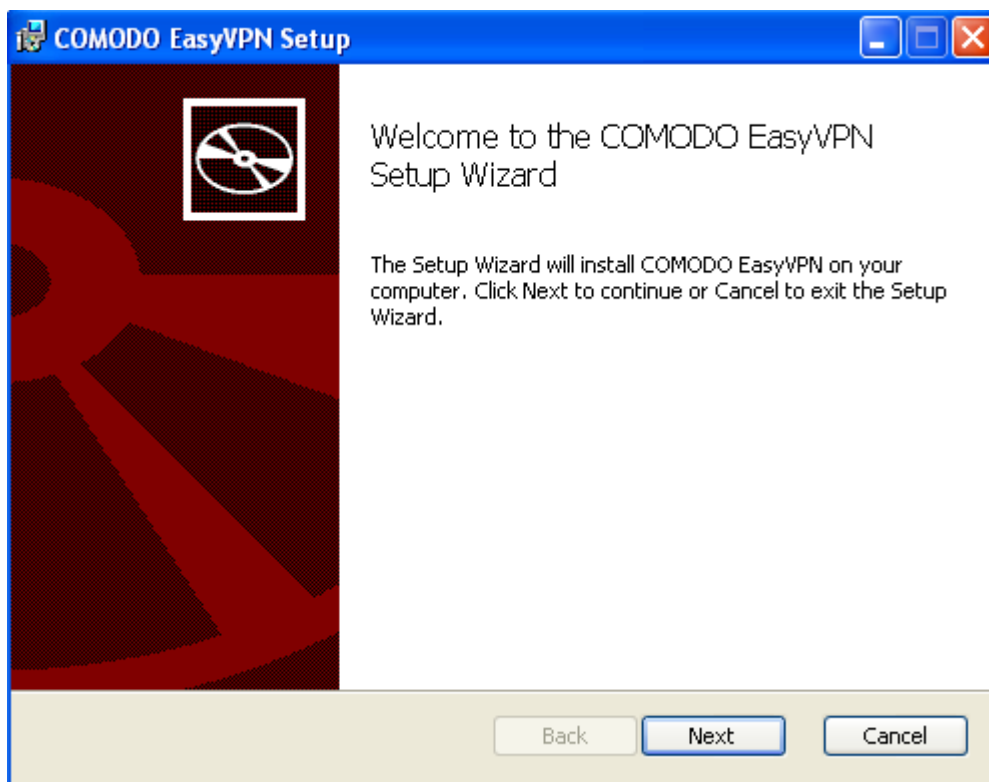 COMODO EasyVPN Setup
Welcome to the COMODO EasyVPN
Setup Wizard
The Setup Wizard will install COMODO EasyVPN on your
computer. Click Next to continue or Cancel to exit the Setup
Wizard.
Back
Next
Cancel